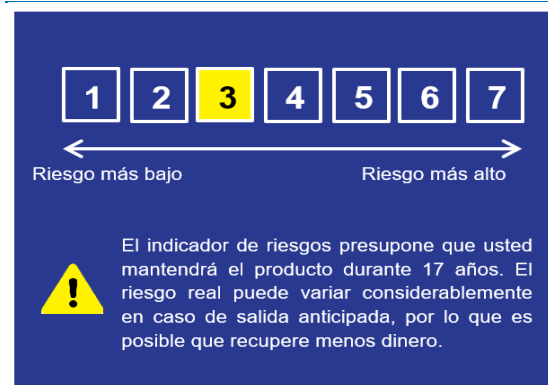 1 2 3 4 5 6 7
Riesgo más bajo Riesgo más alto
El indicador de riesgos presupone que usted
mantendrá el producto durante 17 años. El
riesgo real puede variar considerablemente
en caso de salida anticipada, por lo que es
posible que recupere menos dinero.